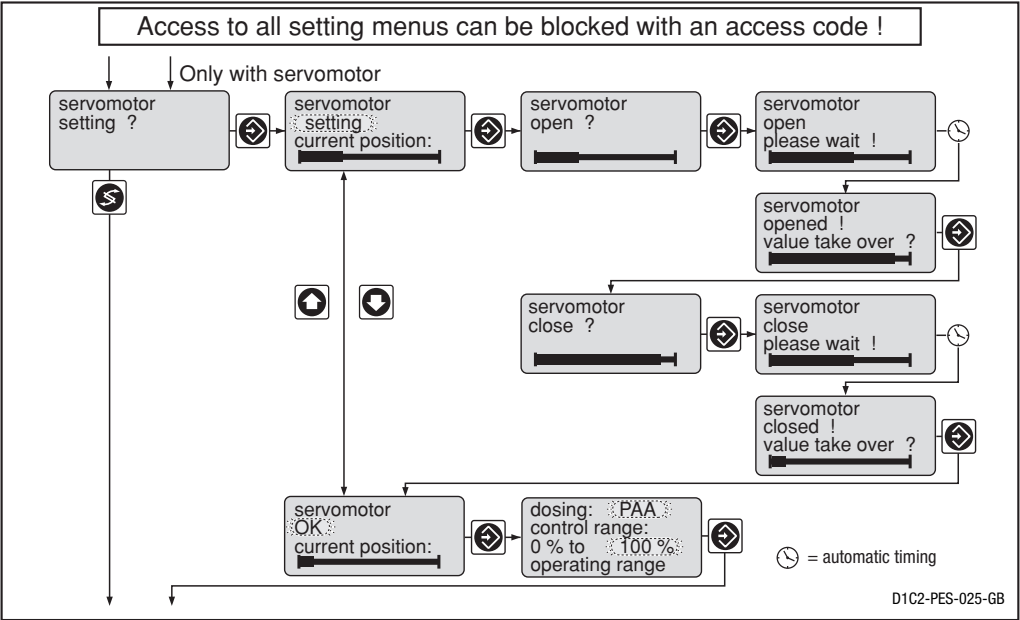 Access to all setting menus can be blocked with an access code !
Only with servomotor
servomotor
setting ?
servomotor
setting
current position:
servomotor
open ?
servomotor
open
please wait !
servomotor
opened !
value take over ?
servomotor
close ?
servomotor
close
please wait !
servomotor
closed !
value take over ?
servomotor
OK
current position:
dosing: PAA
control range:
0 % to 100 %
operating range
= automatic timing
D1C2-PES-025-GB